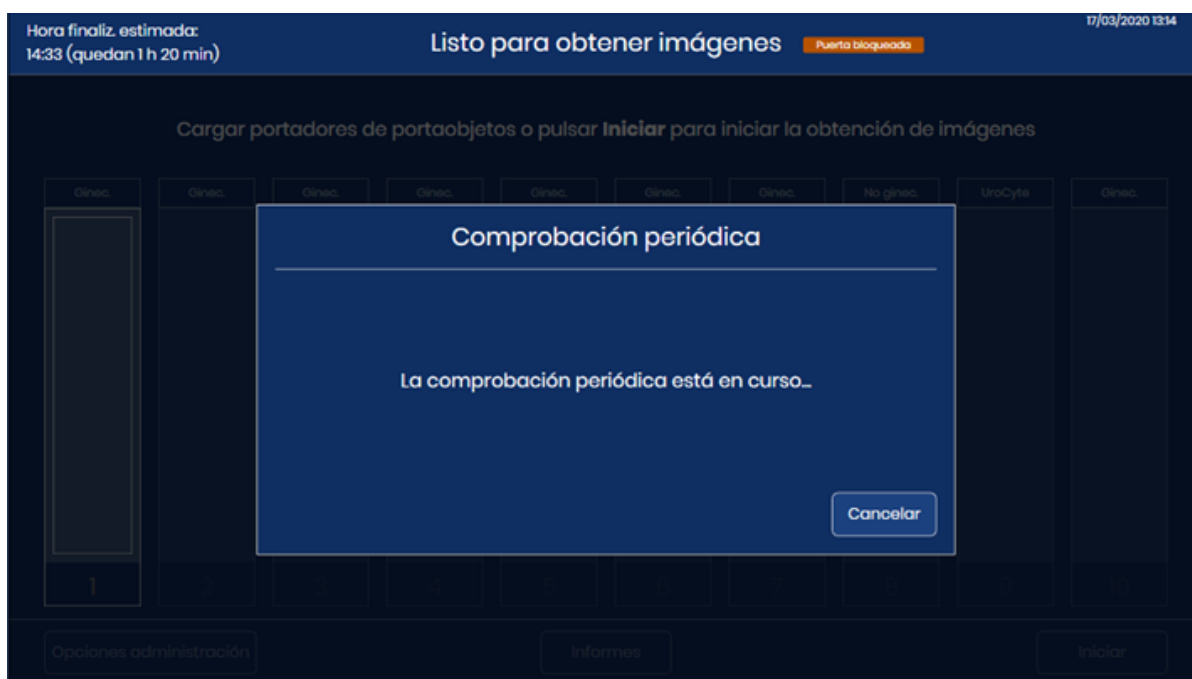 Hora finaliz. estimada:
14:33 (quedan 1 h 20 min)
Listo para obtener imágenes
Puerta bloqueada
17/03/2020 13:14
Cargar portadores de portaobjetos o pulsar Iniciar para iniciar la obtención de imágenes
Ginec. Ginec. Ginec. Ginec. Ginec. Ginec. Ginec. No ginec. UroCyte Ginec.
Comprobación periódica
La comprobación periódica está en curso...
Cancelar
1 2 3 4 5 6 7 8 9 10
Opciones administración Informes Iniciar